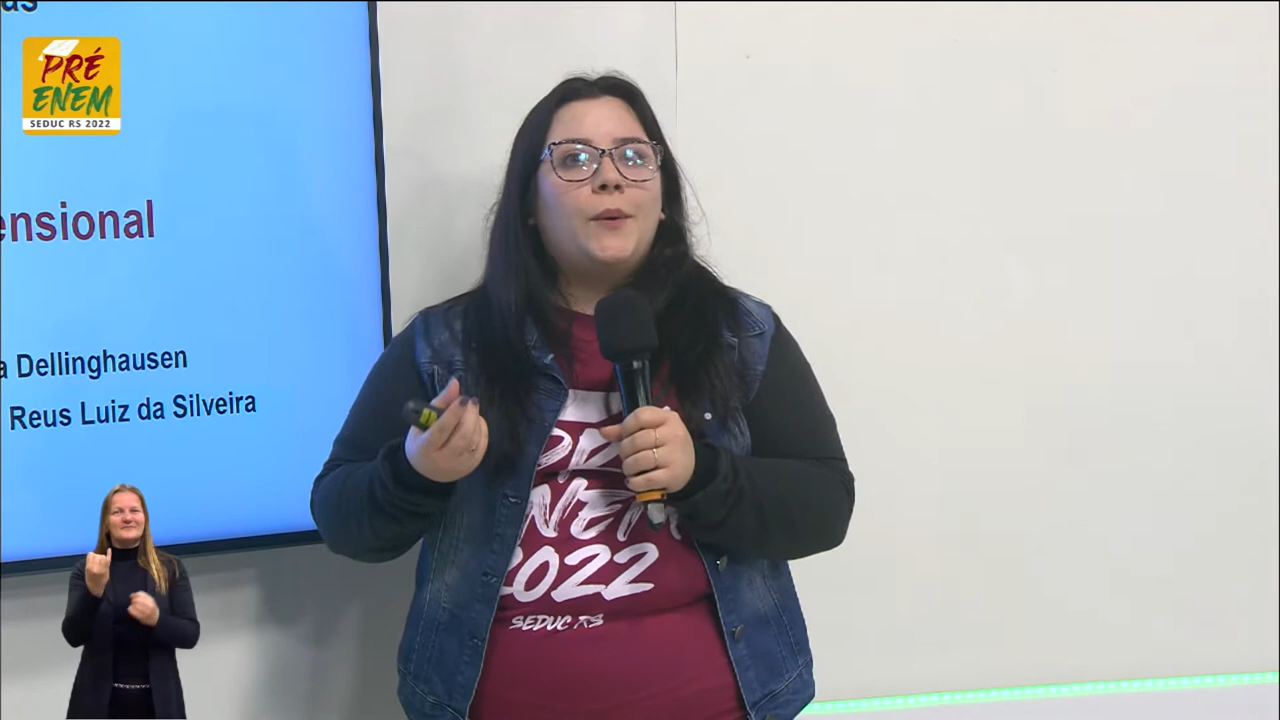 PRÉ
ENEM
SEDUC RS 2022
ensional
a Dellinghausen
Reus Luiz da Silveira
2022
SEDUC RS